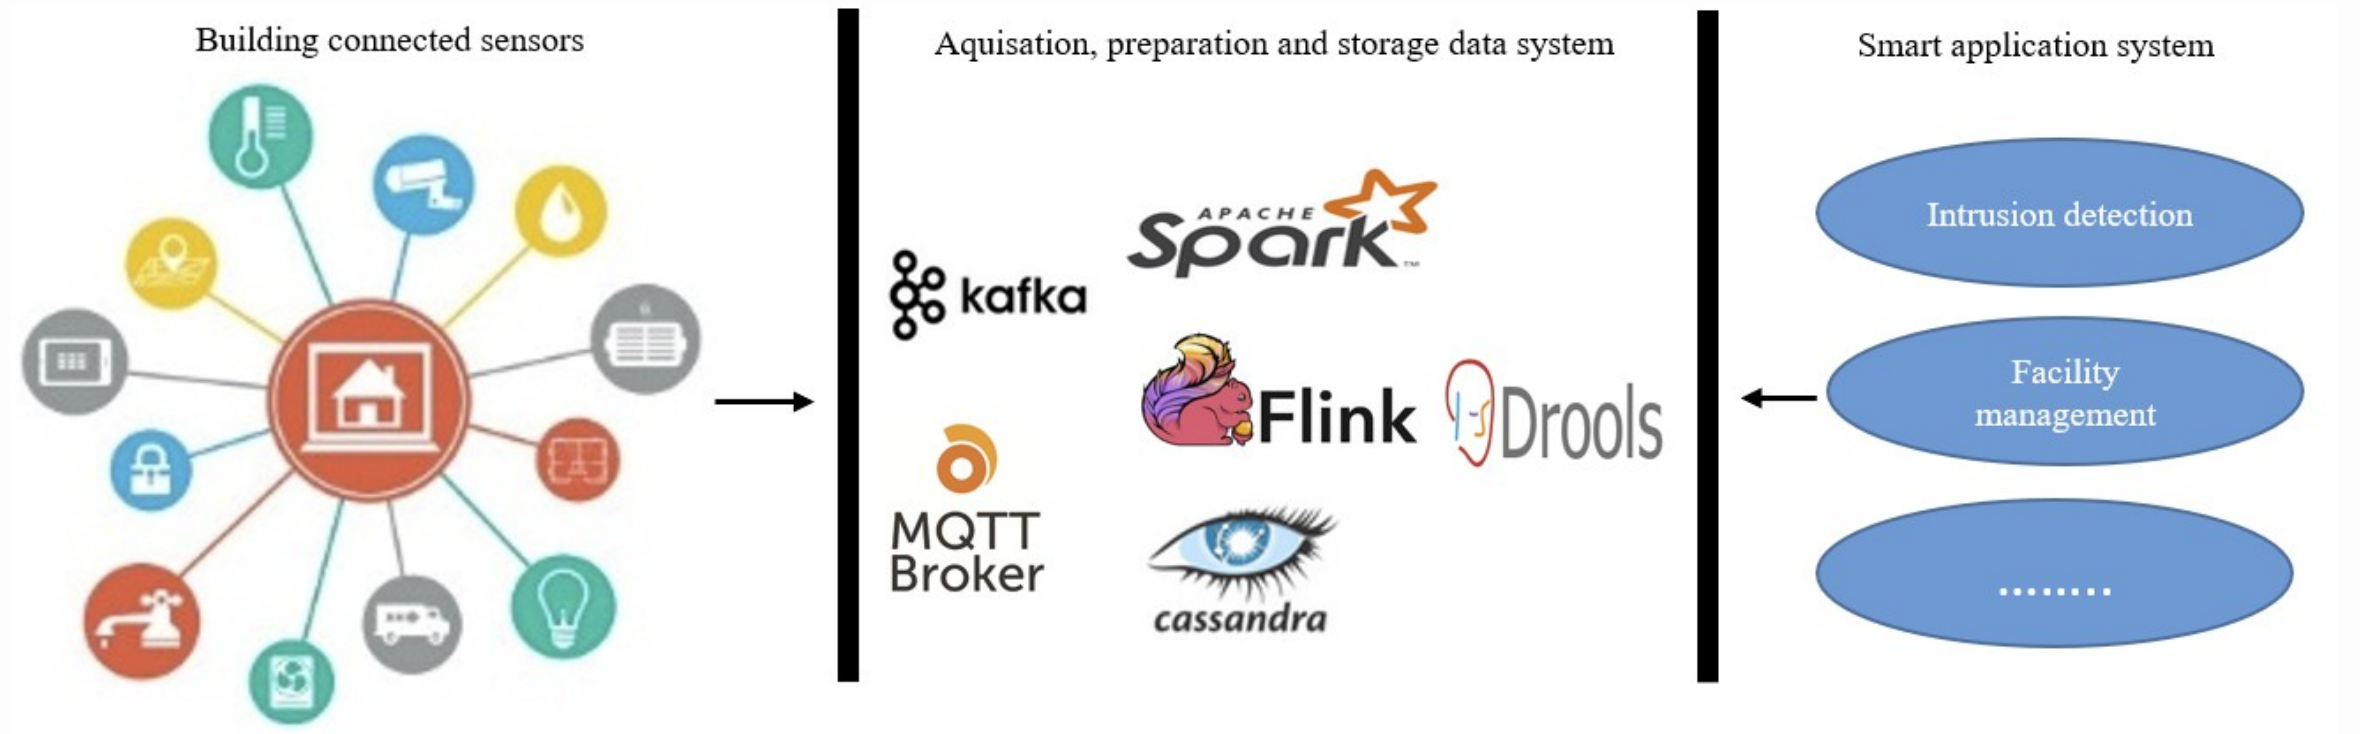 Building connected sensors
Aquisation, preparation and storage data system
Smart application system
APACHE
Spark™
kafka
Flink
Drools
MQTT
Broker
cassandra
Intrusion detection
Facility
management
........